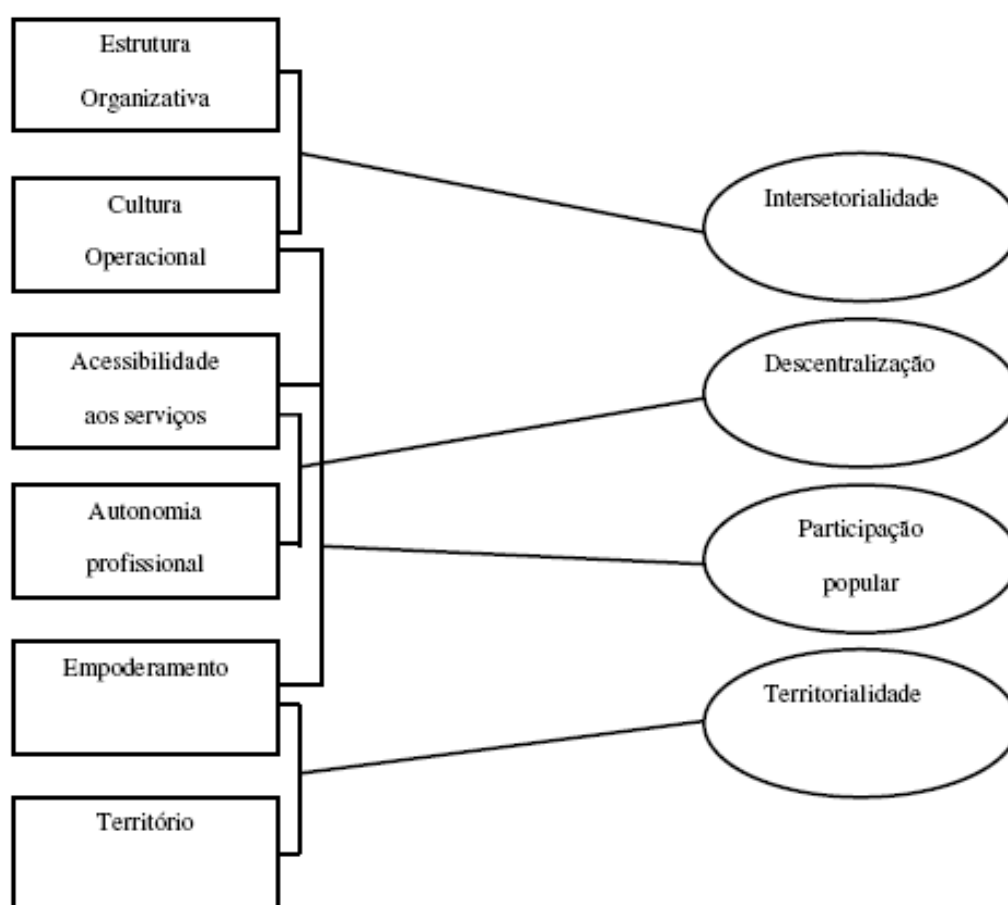 Estrutura
Organizativa
Cultura
Operacional
Acessibilidade
aos serviços
Autonomia
profissional
Empoderamento
Território
Intersetorialidade
Descentralização
Participação
popular
Territorialidade